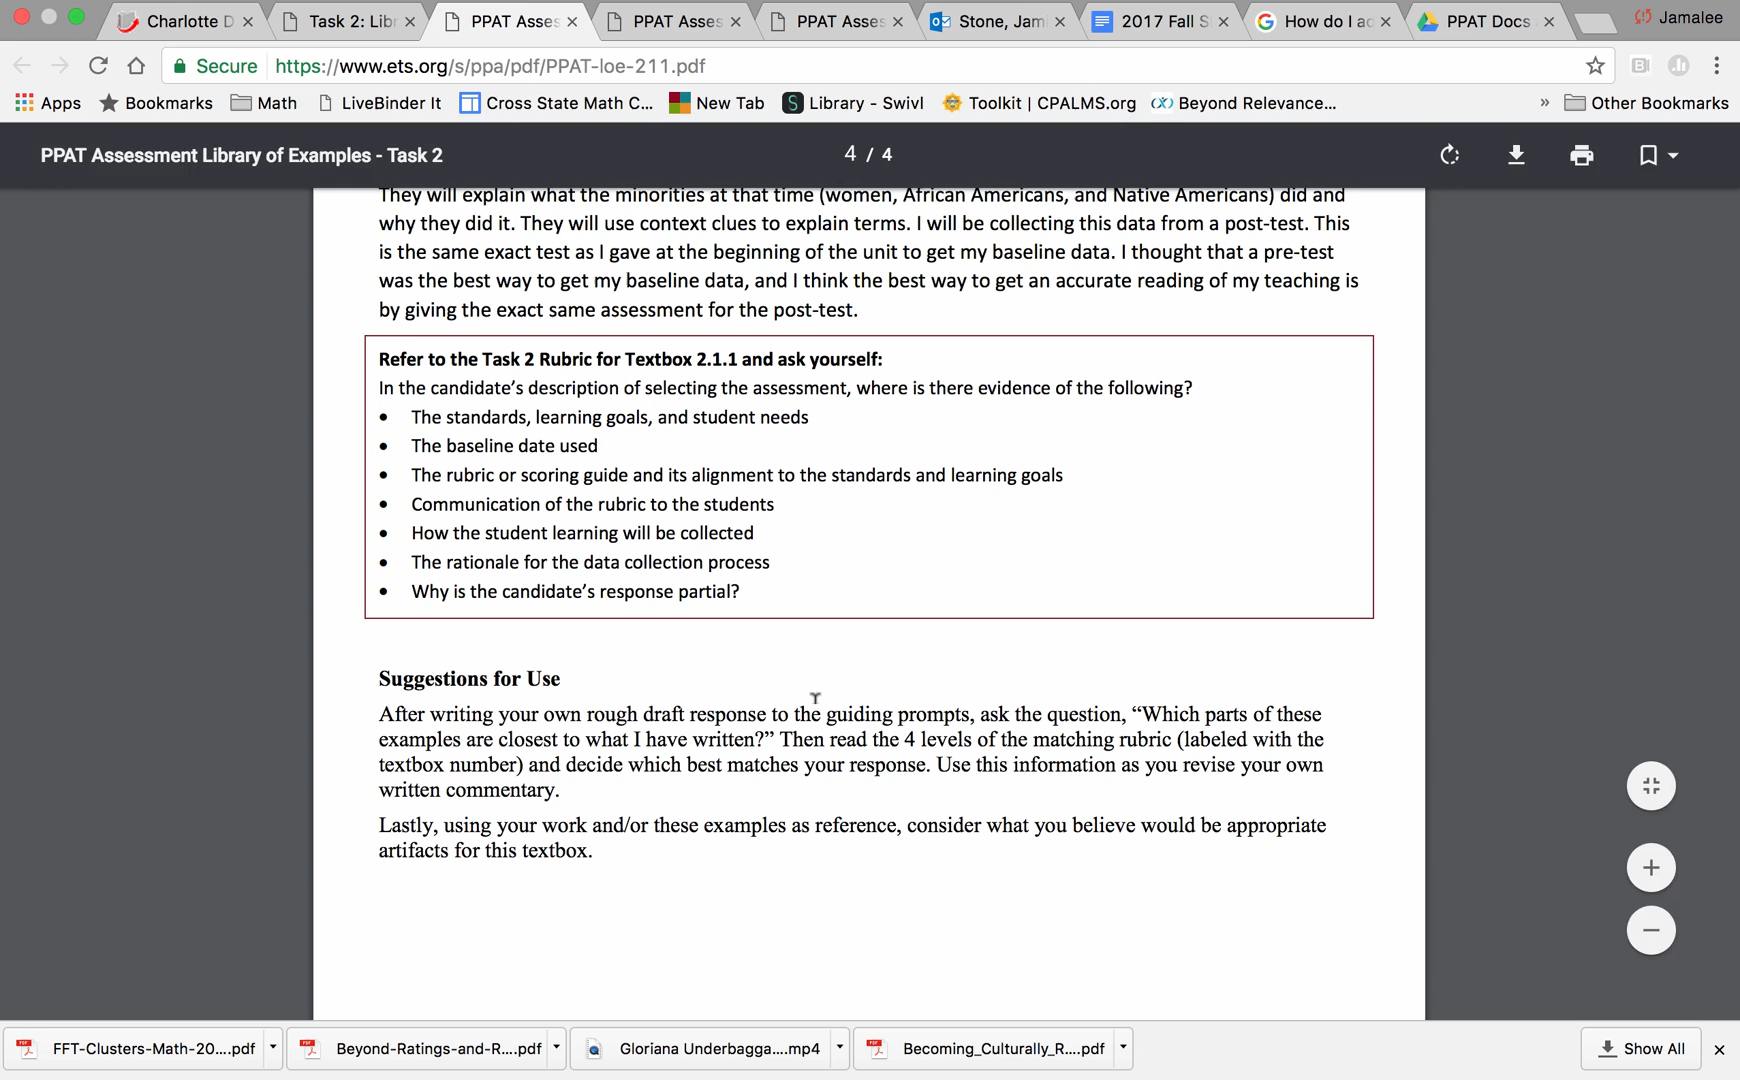 Charlotte D
Task 2: Libr
PPAT Asses
PPAT Asses
PPAT Asses
Stone, Jami
2017 Fall S
How do I ad
PPAT Docs
Jamalee
Secure
https://www.ets.org/s/ppa/pdf/PPAT-loe-211.pdf
Apps
Bookmarks
Math
LiveBinder It
Cross State Math C...
New Tab
Library - Swivl
Toolkit | CPALMS.org
Beyond Relevance...
»
Other Bookmarks
PPAT Assessment Library of Examples - Task 2
4 / 4
They will explain what the minorities at that time (women, African Americans, and Native Americans) did and
why they did it. They will use context clues to explain terms. I will be collecting this data from a post-test. This
is the same exact test as I gave at the beginning of the unit to get my baseline data. I thought that a pre-test
was the best way to get my baseline data, and I think the best way to get an accurate reading of my teaching is
by giving the exact same assessment for the post-test.
Refer to the Task 2 Rubric for Textbox 2.1.1 and ask yourself:
In the candidate's description of selecting the assessment, where is there evidence of the following?
• The standards, learning goals, and student needs
• The baseline date used
• The rubric or scoring guide and its alignment to the standards and learning goals
• Communication of the rubric to the students
• How the student learning will be collected
• The rationale for the data collection process
• Why is the candidate's response partial?
Suggestions for Use
After writing your own rough draft response to the guiding prompts, ask the question, “Which parts of these
examples are closest to what I have written?” Then read the 4 levels of the matching rubric (labeled with the
textbox number) and decide which best matches your response. Use this information as you revise your own
written commentary.
Lastly, using your work and/or these examples as reference, consider what you believe would be appropriate
artifacts for this textbox.
FFT-Clusters-Math-20....pdf
Beyond-Ratings-and-R....pdf
Gloriana Underbagga....mp4
Becoming_Culturally_R....pdf
Show All